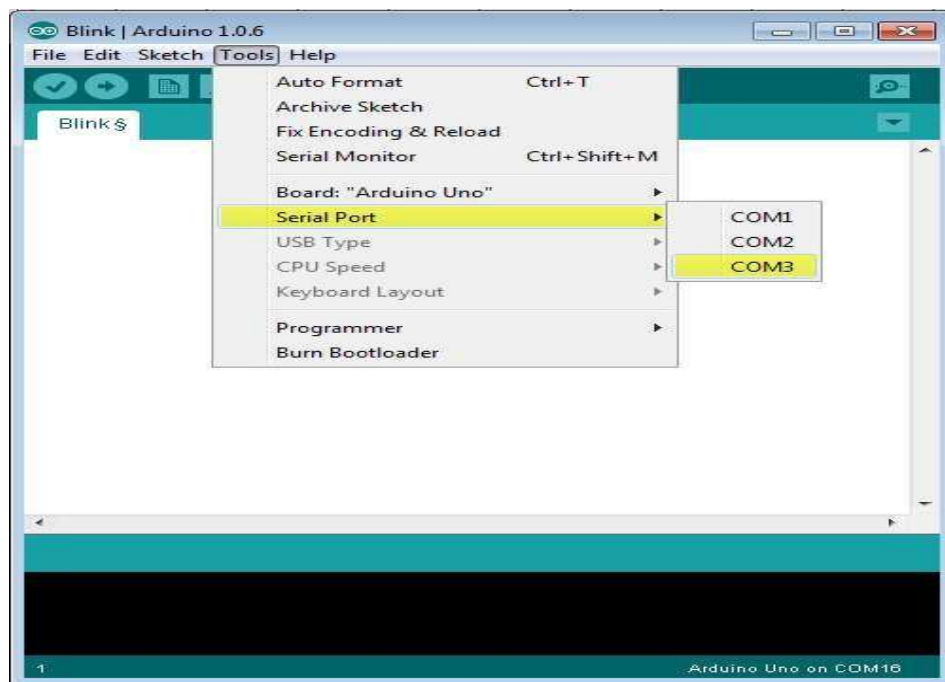 Blink | Arduino 1.0.6
File Edit Sketch Tools Help
Blink §
Auto Format Ctrl+T
Archive Sketch
Fix Encoding & Reload
Serial Monitor Ctrl+Shift+M
Board: "Arduino Uno"
Serial Port
USB Type
CPU Speed
Keyboard Layout
Programmer
Burn Bootloader
COM1
COM2
COM3
1 Arduino Uno on COM16